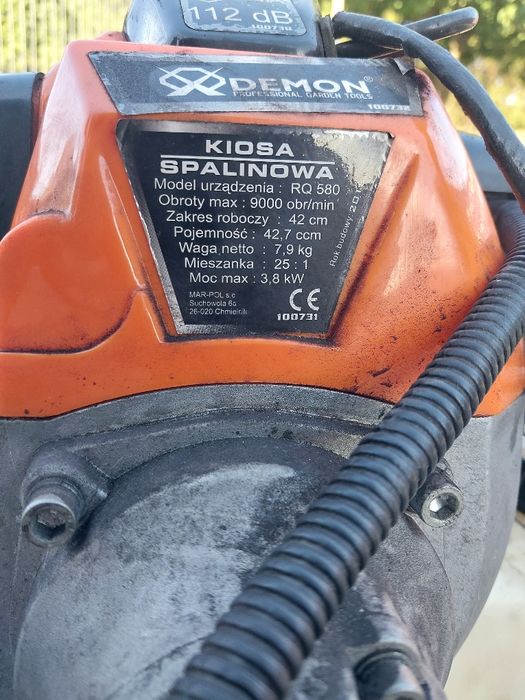 112 dB
100730
DEMON®
PROFESSIONAL GARDEN TOOLS
100732
KIOSA
SPALINOWA
Model urządzenia : RQ 580
Obroty max : 9000 obr/min
Zakres roboczy : 42 cm
Pojemność : 42,7 ccm
Waga netto : 7,9 kg
Mieszanka : 25 : 1
Moc max : 3,8 kW
MAR-POL s.c
Suchowola 6c
26-020 Chmielnik
CE
100731
Rok budowy